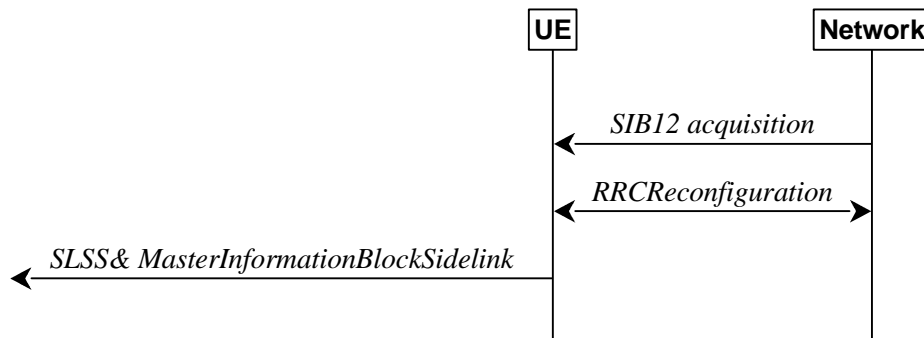 UE
Network
SIB12 acquisition
RRCReconfiguration
SLSS& MasterInformationBlockSidelink